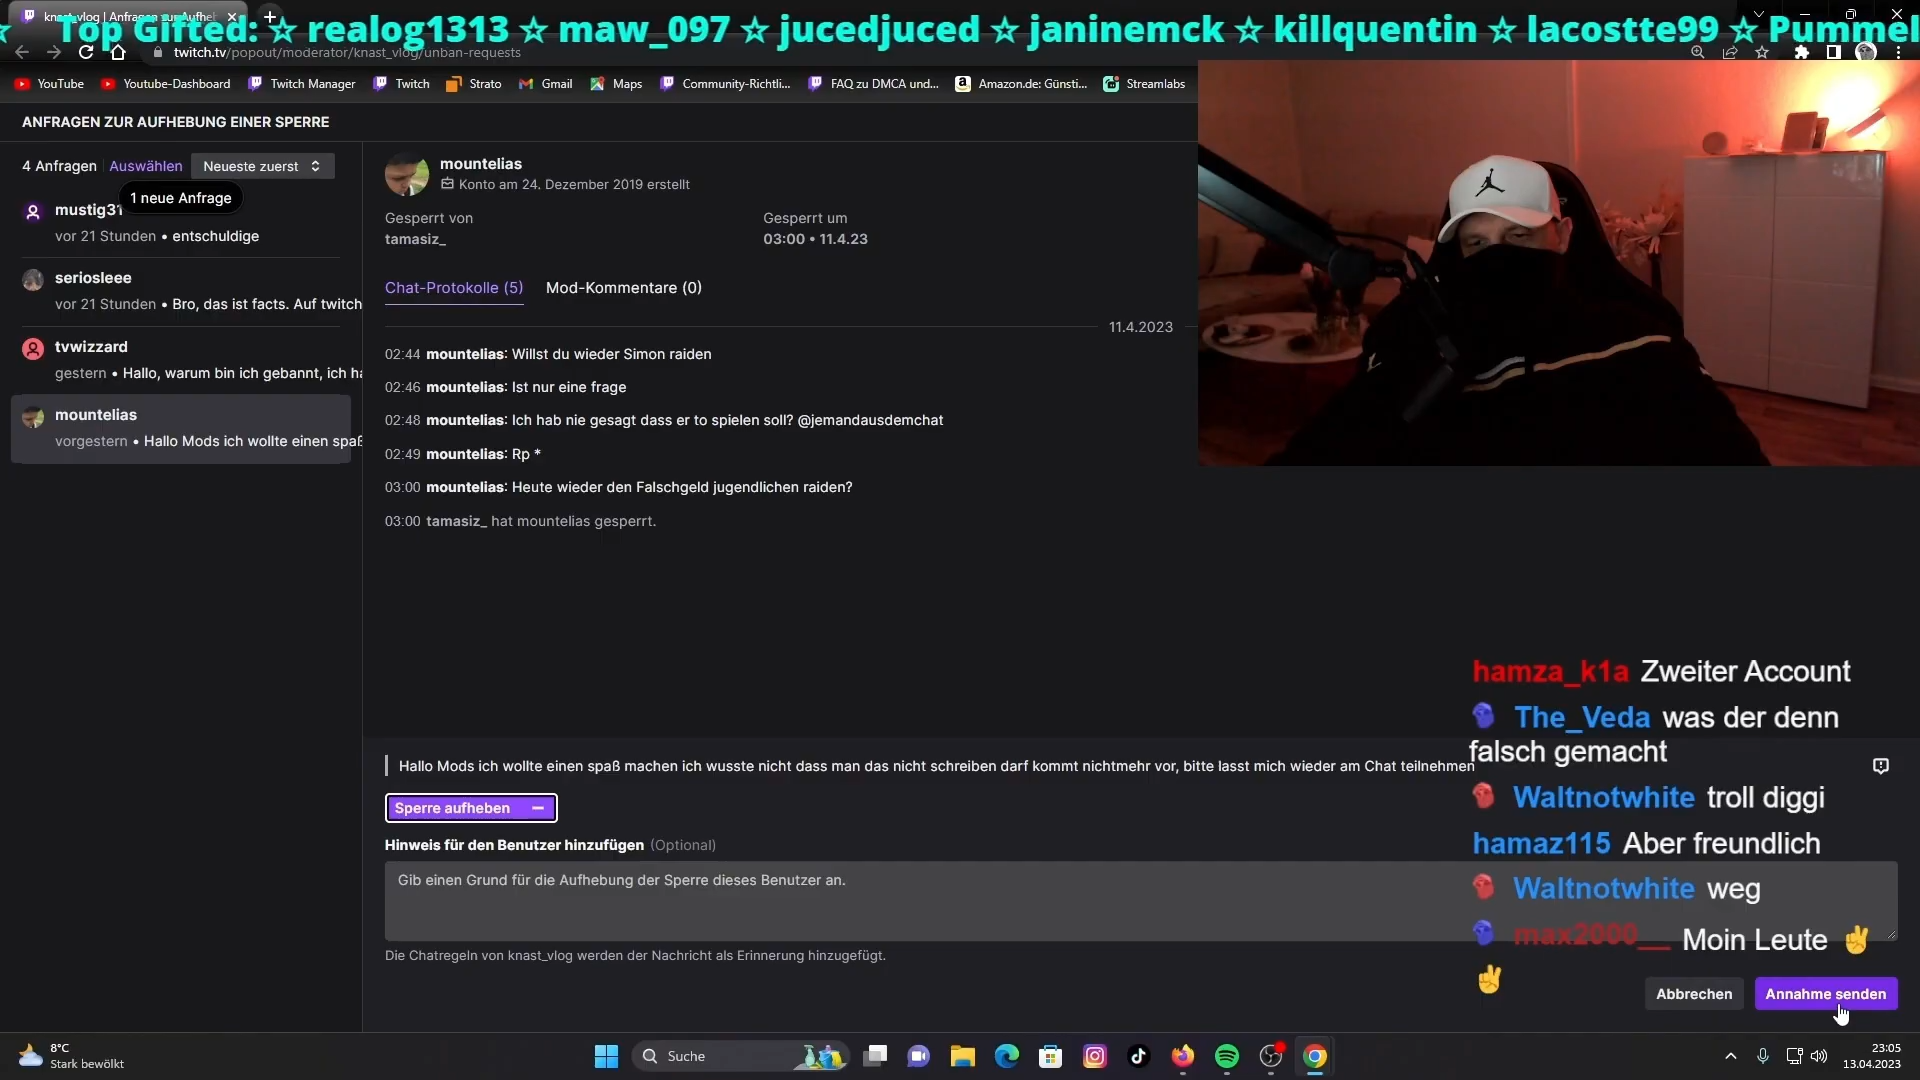 knast_vlog | Anfragen zur Aufhe
Top Gifted: ☆ realog1313 ☆ maw_097 ☆ jucedjuced ☆ janinemck ☆ killquentin ☆ lacostte99 ☆ Pummel
twitch.tv/popout/moderator/knast_vlog/unban-requests
YouTube Youtube-Dashboard Twitch Manager Twitch Strato Gmail Maps Community-Richtli... FAQ zu DMCA und... Amazon.de: Günsti... Streamlabs
ANFRAGEN ZUR AUFHEBUNG EINER SPERRE
4 Anfragen Auswählen Neueste zuerst
1 neue Anfrage
mustig31
vor 21 Stunden • entschuldige
seriosleee
vor 21 Stunden • Bro, das ist facts. Auf twitch
tvwizzard
gestern • Hallo, warum bin ich gebannt, ich ha
mountelias
vorgestern • Hallo Mods ich wollte einen spaß
mountelias
Konto am 24. Dezember 2019 erstellt
Gesperrt von Gesperrt um
tamasiz_ 03:00 • 11.4.23
Chat-Protokolle (5) Mod-Kommentare (0)
11.4.2023
02:44 mountelias: Willst du wieder Simon raiden
02:46 mountelias: Ist nur eine frage
02:48 mountelias: Ich hab nie gesagt dass er to spielen soll? @jemandausdemchat
02:49 mountelias: Rp *
03:00 mountelias: Heute wieder den Falschgeld jugendlichen raiden?
03:00 tamasiz_ hat mountelias gesperrt.
Hallo Mods ich wollte einen spaß machen ich wusste nicht dass man das nicht schreiben darf kommt nichtmehr vor, bitte lasst mich wieder am Chat teilnehmen
Sperre aufheben
Hinweis für den Benutzer hinzufügen (Optional)
Gib einen Grund für die Aufhebung der Sperre dieses Benutzer an.
Die Chatregeln von knast_vlog werden der Nachricht als Erinnerung hinzugefügt.
hamza_k1a Zweiter Account
The_Veda was der denn
falsch gemacht
Waltnotwhite troll diggi
hamaz115 Aber freundlich
Waltnotwhite weg
max2000__ Moin Leute ✌
✌
Abbrechen Annahme senden
8°C
Stark bewölkt
Suche
23:05
13.04.2023